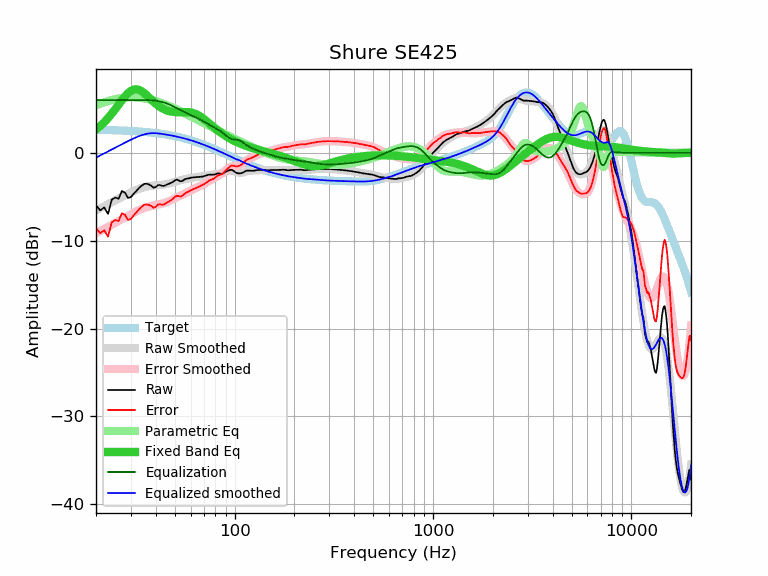 Shure SE425
Amplitude (dBr)
0
−10
−20
−30
−40
Target
Raw Smoothed
Error Smoothed
Raw
Error
Parametric Eq
Fixed Band Eq
Equalization
Equalized smoothed
100 1000 10000
Frequency (Hz)